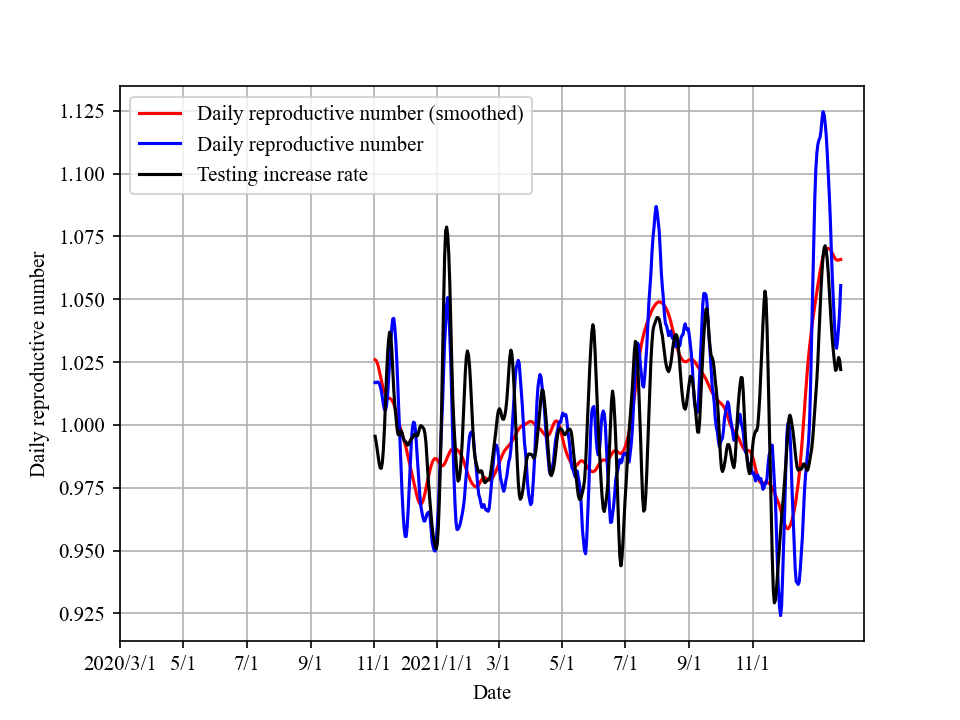 Daily reproductive number (smoothed)
Daily reproductive number
Testing increase rate
1.125
1.100
1.075
1.050
1.025
1.000
0.975
0.950
0.925
Daily reproductive number
2020/3/1 5/1 7/1 9/1 11/1 2021/1/1 3/1 5/1 7/1 9/1 11/1
Date